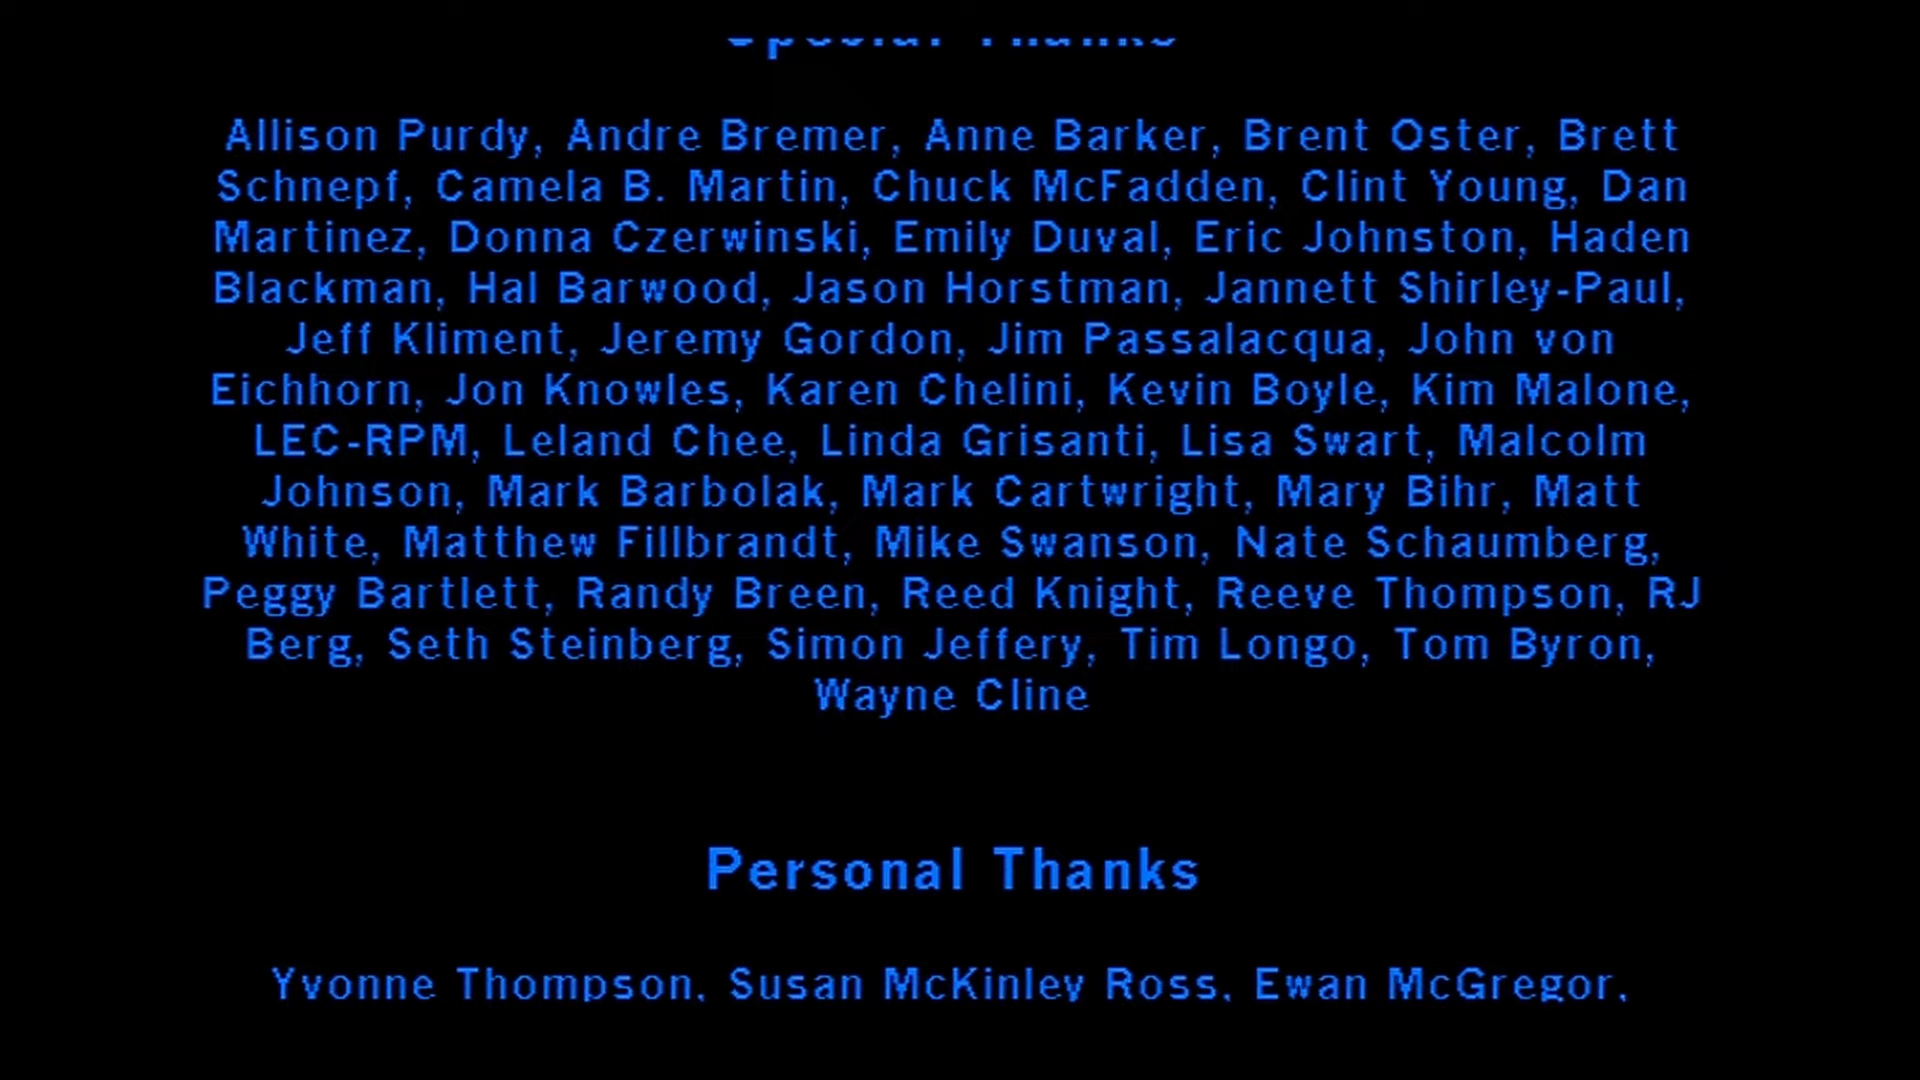 Special Thanks
Allison Purdy, Andre Bremer, Anne Barker, Brent Oster, Brett
Schnepf, Camela B. Martin, Chuck McFadden, Clint Young, Dan
Martinez, Donna Czerwinski, Emily Duval, Eric Johnston, Haden
Blackman, Hal Barwood, Jason Horstman, Jannett Shirley-Paul,
Jeff Kliment, Jeremy Gordon, Jim Passalacqua, John von
Eichhorn, Jon Knowles, Karen Chelini, Kevin Boyle, Kim Malone,
LEC-RPM, Leland Chee, Linda Grisanti, Lisa Swart, Malcolm
Johnson, Mark Barbolak, Mark Cartwright, Mary Bihr, Matt
White, Matthew Fillbrandt, Mike Swanson, Nate Schaumberg,
Peggy Bartlett, Randy Breen, Reed Knight, Reeve Thompson, RJ
Berg, Seth Steinberg, Simon Jeffery, Tim Longo, Tom Byron,
Wayne Cline
Personal Thanks
Yvonne Thompson, Susan McKinley Ross, Ewan McGregor,